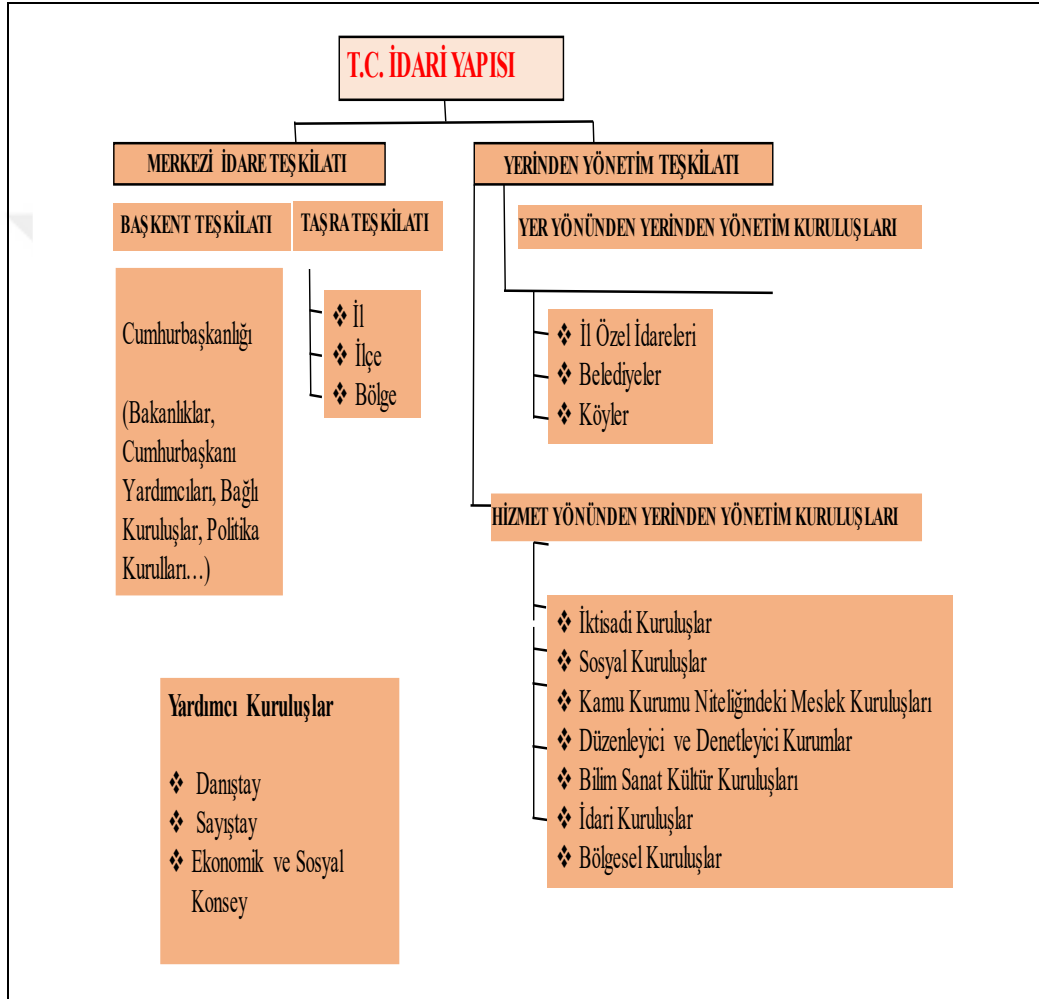 T.C. İDARİ YAPISI
MERKEZİ İDARE TEŞKİLATI
YERİNDEN YÖNETİM TEŞKİLATI
BAŞKENT TEŞKİLATI
TAŞRA TEŞKİLATI
YER YÖNÜNDEN YERİNDEN YÖNETİM KURULUŞLARI
Cumhurbaşkanlığı
(Bakanlıklar,
Cumhurbaşkanı
Yardımcıları, Bağlı
Kuruluşlar, Politika
Kurulları…)
❖ İl
❖ İlçe
❖ Bölge
❖ İl Özel İdareleri
❖ Belediyeler
❖ Köyler
HİZMET YÖNÜNDEN YERİNDEN YÖNETİM KURULUŞLARI
❖ İktisadi Kuruluşlar
❖ Sosyal Kuruluşlar
❖ Kamu Kurumu Niteliğindeki Meslek Kuruluşları
❖ Düzenleyici ve Denetleyici Kurumlar
❖ Bilim Sanat Kültür Kuruluşları
❖ İdari Kuruluşlar
❖ Bölgesel Kuruluşlar
Yardımcı Kuruluşlar
❖ Danıştay
❖ Sayıştay
❖ Ekonomik ve Sosyal
Konsey